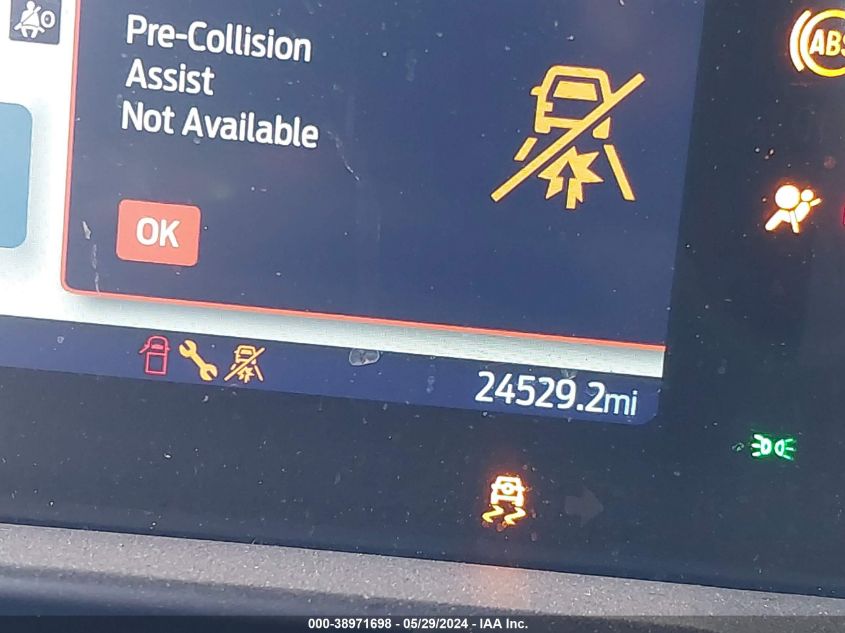 Pre-Collision
Assist
Not Available
ABS
OK
24529.2mi
000-38971698 - 05/29/2024 - IAA Inc.